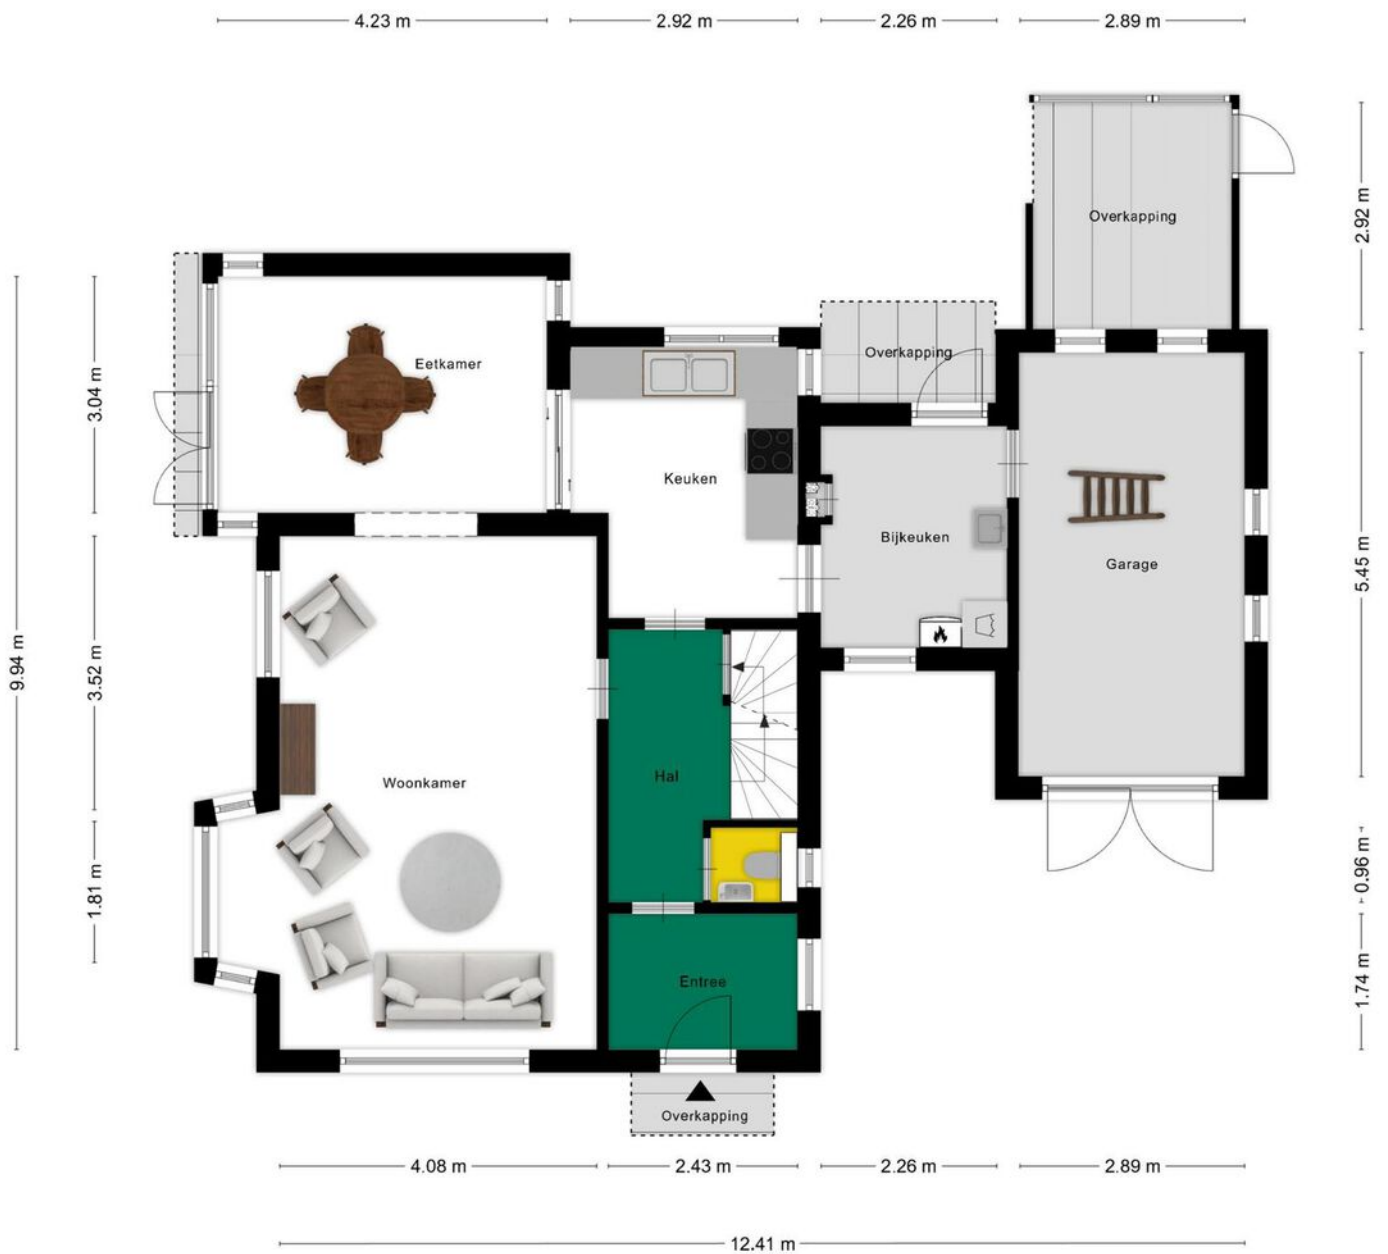 4.23 m
2.92 m
2.26 m
2.89 m
Overkapping
2.92 m
Overkapping
Eetkamer
3.04 m
Keuken
Bijkeuken
Garage
5.45 m
9.94 m
3.52 m
Hal
Woonkamer
1.81 m
0.96 m
Entree
1.74 m
Overkapping
4.08 m
2.43 m
2.26 m
2.89 m
12.41 m